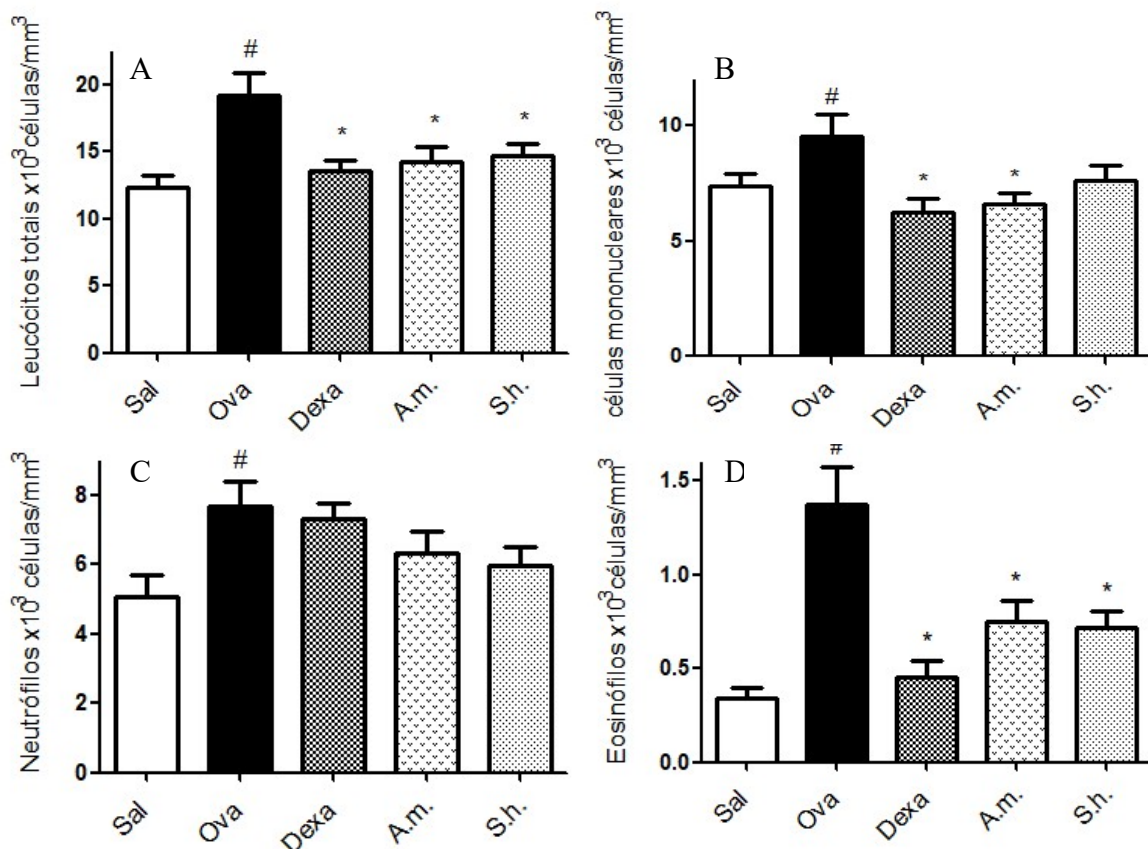 A
#
*
*
*
Leucócitos totais x10³células/mm³
20
15
10
5
0
Sal
Ova
Dexa
A.m.
S.h.
B
#
*
*
células mononucleares x10³ células/mm³
10
5
0
Sal
Ova
Dexa
A.m.
S.h.
C
#
Neutrófilos x10³ células/mm³
8
6
4
2
0
Sal
Ova
Dexa
A.m.
S.h.
D
#
*
*
*
Eosinófilos x10³ células/mm³
1.5
1.0
0.5
0.0
Sal
Ova
Dexa
A.m.
S.h.